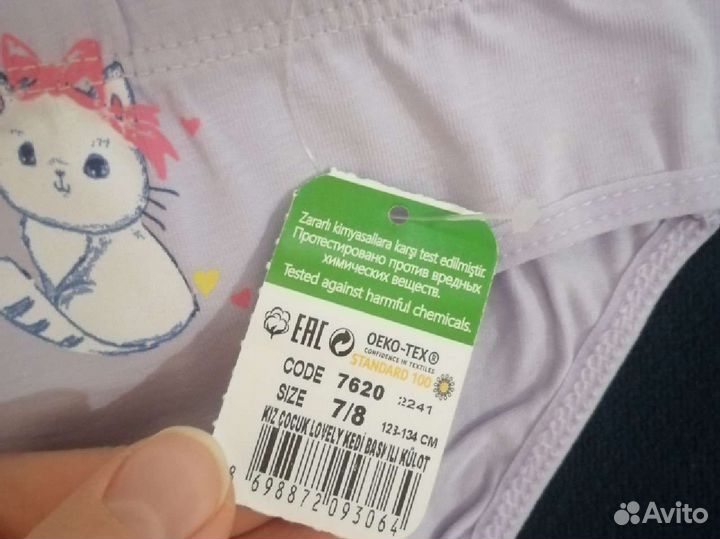 Zararlı kimyasallara karşı test edilmiştir.
Протестировано против вредных
химических веществ.
Tested against harmful chemicals.
EAC OEKO-TEX®
CONFIDENCE IN TEXTILES
STANDARD 100
CODE 7620 2241
SIZE 7/8
123-134 CM
KIZ ÇOCUK LOVELY KEDİ BASKILI KÜLOT
8 698872 093064
Avito